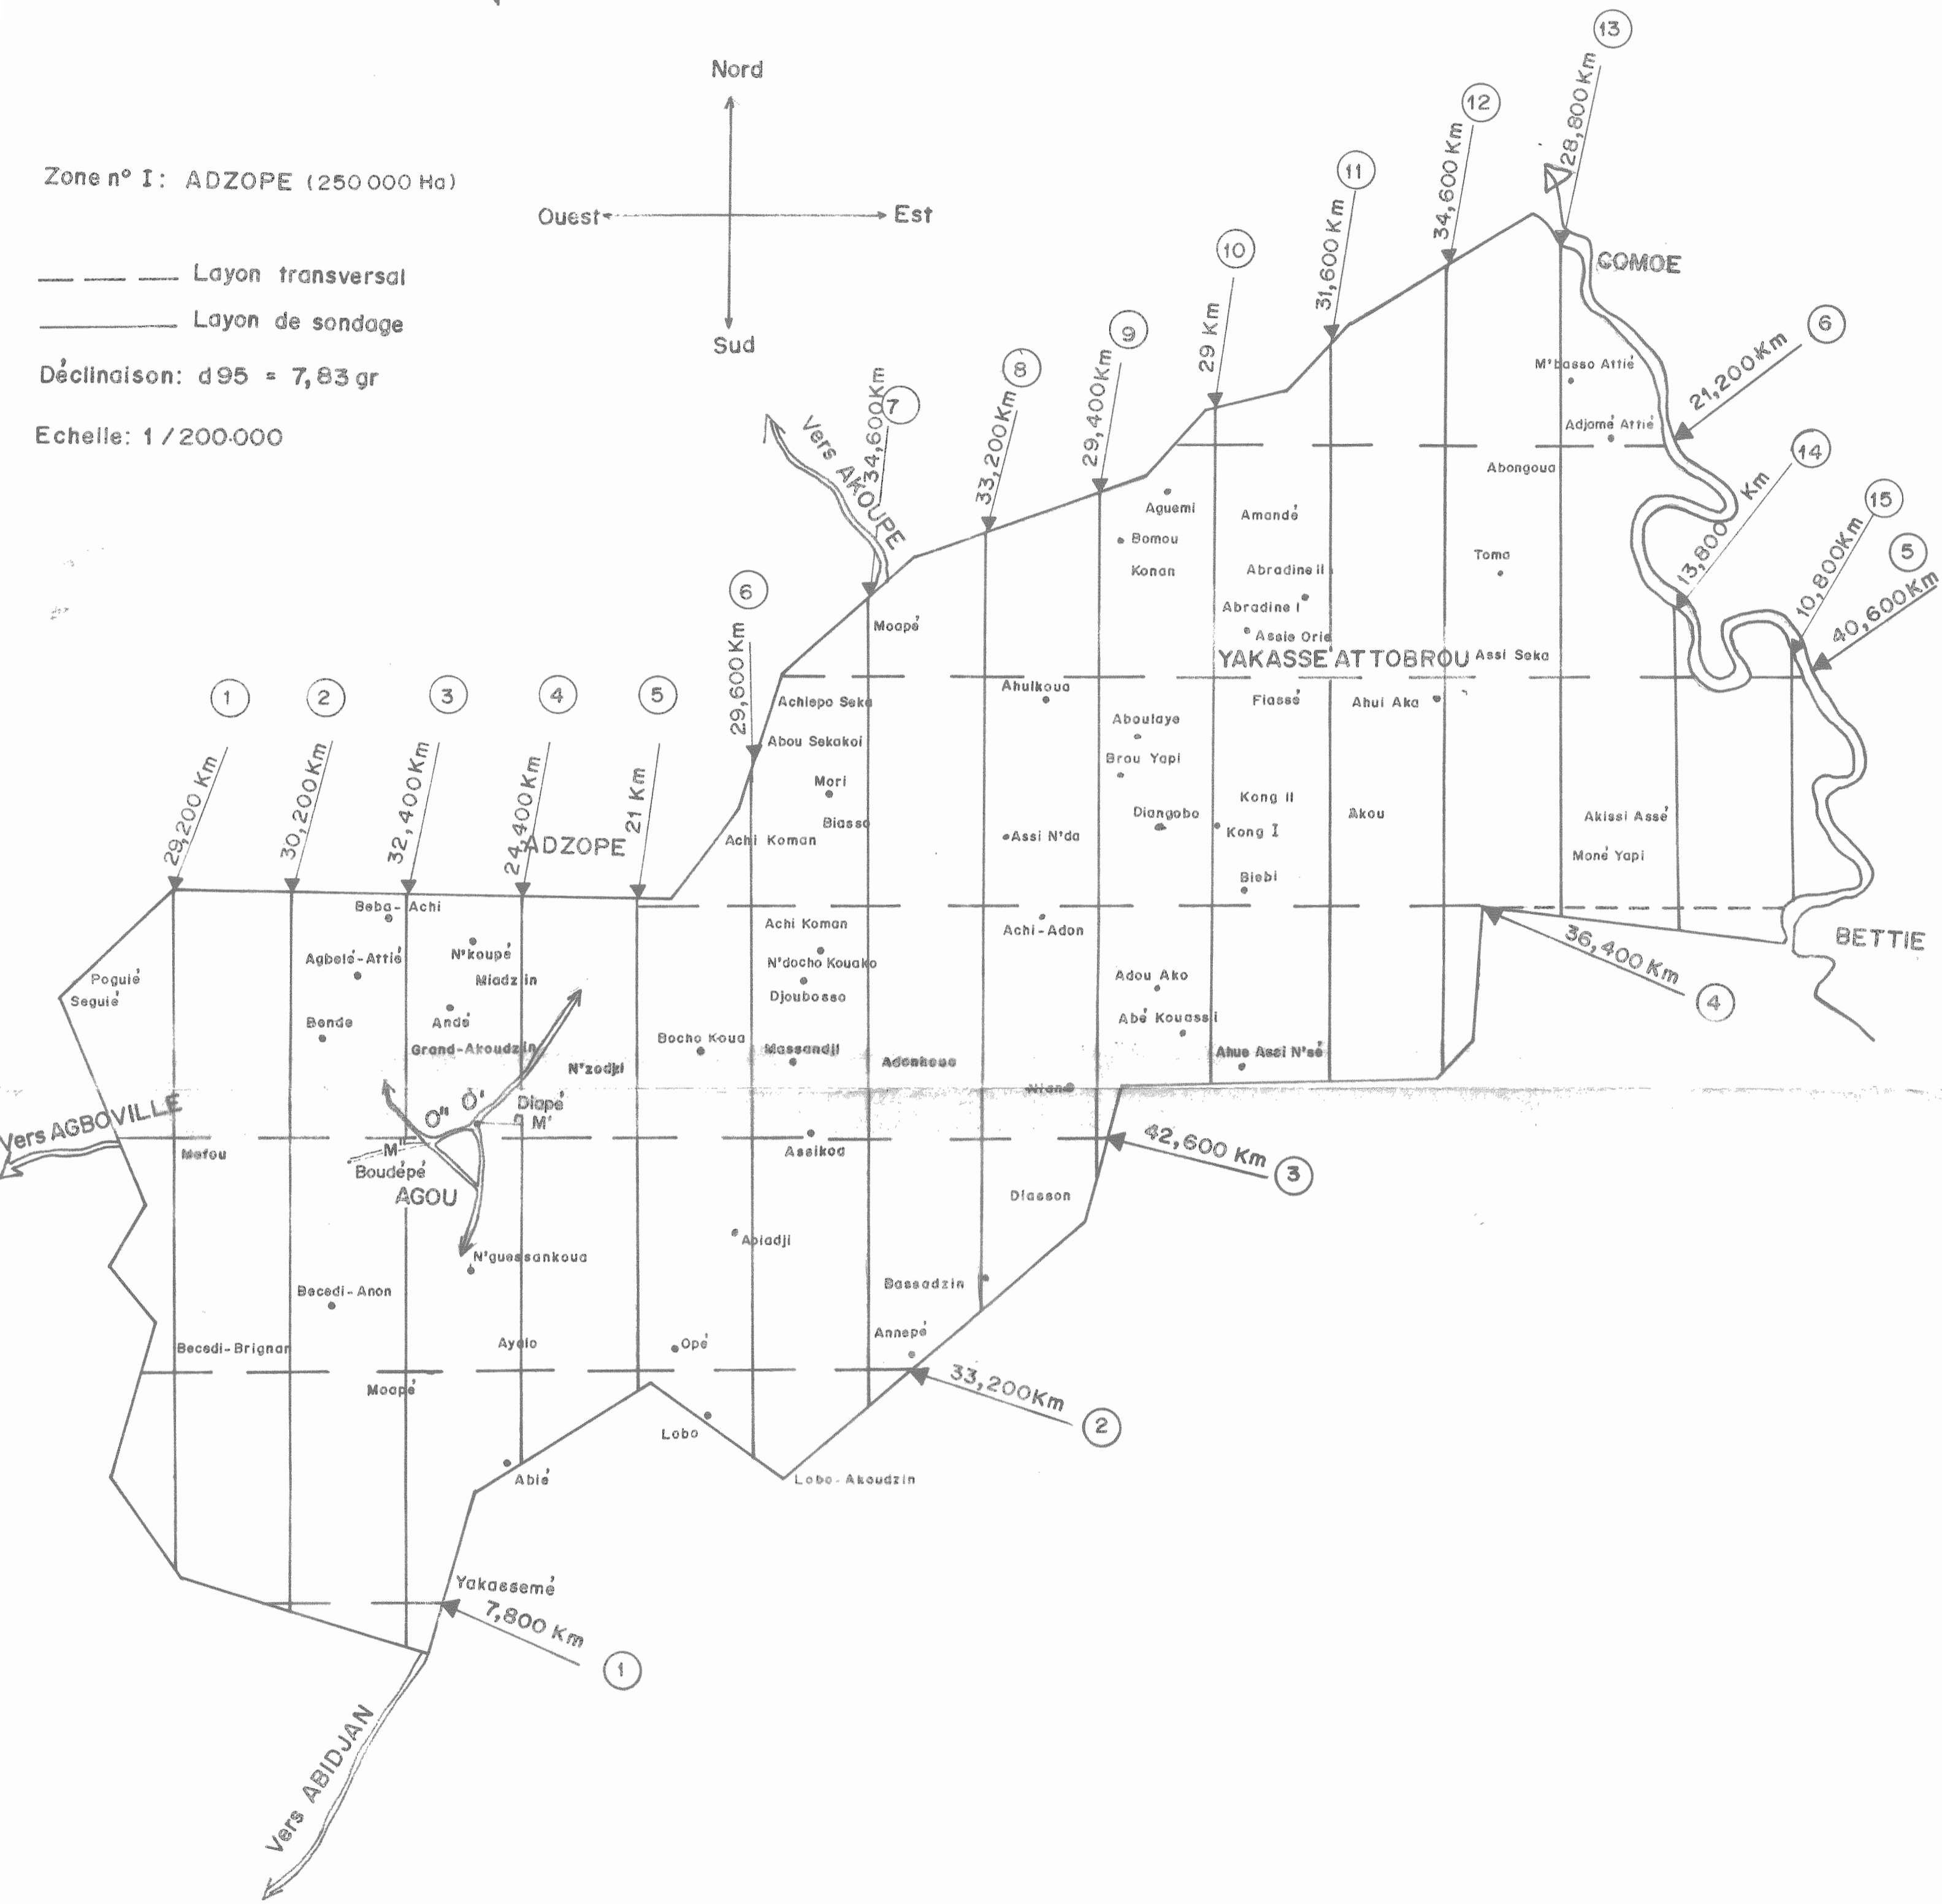 Nord
Ouest
Est
Sud
Zone n° I: ADZOPE (250 000 Ha)
Layon transversal
Layon de sondage
Déclinaison: d95 = 7,83 gr
Echelle: 1/200.000
1
29,200 Km
2
30,200 Km
3
32,400 Km
4
24,400 Km
5
21 Km
6
29,600 Km
7
34,600 Km
8
33,200 Km
9
29,400 Km
10
29 Km
11
31,600 Km
12
34,600 Km
13
28,800 Km
COMOE
6
21,200 Km
14
13,800 Km
15
10,800 Km
5
40,600 Km
Vers AKOUPE
M'basso Attié
Adjamé Attié
Abongoua
Aguemi
Amandé
Bomou
Konan
Abradine II
Toma
Abradine I
Assie Orie
Moapé
YAKASSE ATTOBROU
Assi Seka
Ahuikoua
Achiepo Seka
Fiassé
Ahui Aka
Aboulaye
Abou Sekakoi
Brou Yapi
Mori
Kong II
Biasso
Diangobo
Kong I
Akou
Akissi Assé
Achi Koman
Assi N'da
Moné Yapi
ADZOPE
Biebi
Beba-Achi
Achi Koman
Achi-Adon
BETTIE
36,400 Km
4
Agbelé-Attié
N'koupé
N'docho Kouako
Poguié
Seguié
Miadzin
Djoubosso
Adou Ako
Bende
Andé
Abé Kouassi
Grand-Akoudzin
Bocho Koua
Massandji
Adonkoua
Ahue Assi N'sé
N'zodji
Niano
Vers AGBOVILLE
O''
O'
Diapé
M'
M''
Mafou
Boudépé
AGOU
Assikoa
42,600 Km
3
Diasson
Abiadji
N'guessankoua
Bassadzin
Becedi-Anon
Becedi-Brignan
Ayalo
Opé
Annepé
33,200 Km
2
Moapé
Lobo
Abié
Lobo-Akoudzin
Yakassemé
7,800 Km
1
Vers ABIDJAN